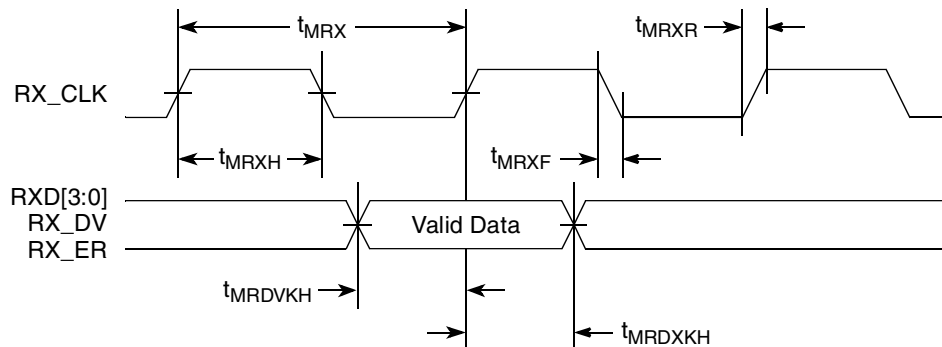 tMRX
tMRXR
RX_CLK
tMRXH
tMRXF
RXD[3:0]
RX_DV
Valid Data
RX_ER
tMRDVKH
tMRDXKH